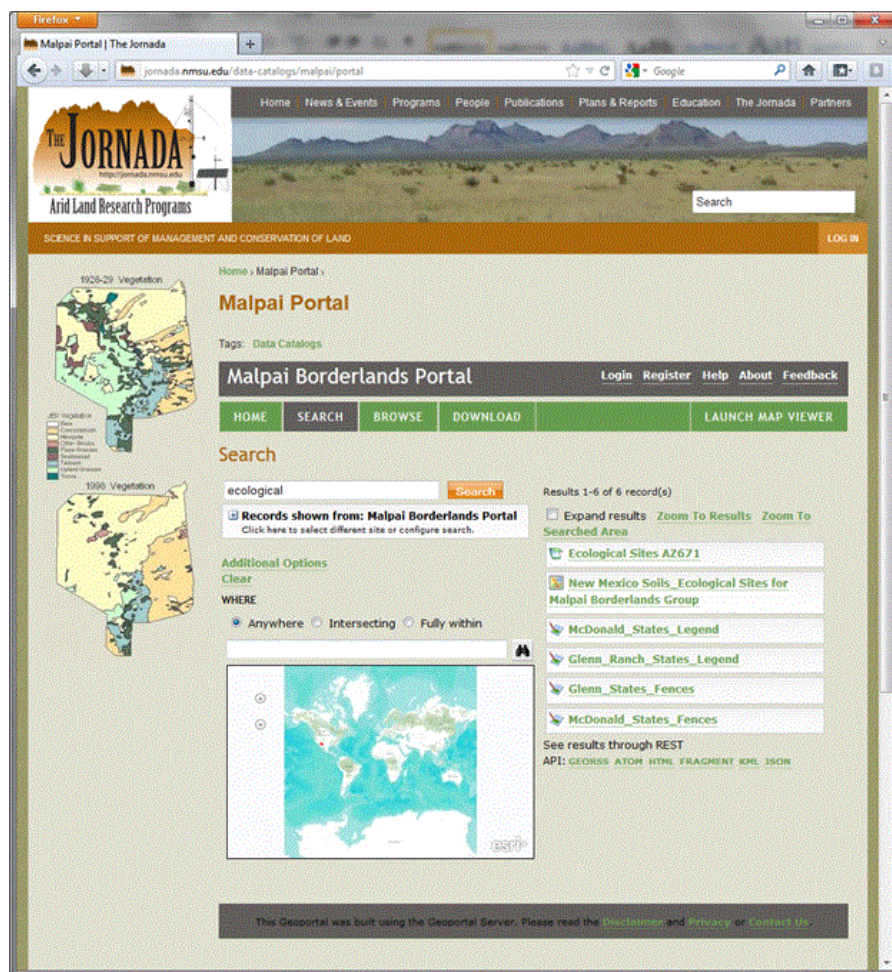 Firefox
Malpai Portal | The Jornada
jornada.nmsu.edu/data-catalogs/malpai/portal
Google
Home News & Events Programs People Publications Plans & Reports Education The Jornada Partners
THE JORNADA
http://jornada.nmsu.edu
Arid Land Research Programs
Search
SCIENCE IN SUPPORT OF MANAGEMENT AND CONSERVATION OF LAND
LOG IN
Home › Malpai Portal ›
Malpai Portal
Tags: Data Catalogs
1928-29 Vegetation
JER Vegetation
1998 Vegetation
Malpai Borderlands Portal
Login Register Help About Feedback
HOME SEARCH BROWSE DOWNLOAD LAUNCH MAP VIEWER
Search
ecological
Search
Records shown from: Malpai Borderlands Portal
Click here to select different site or configure search.
Additional Options
Clear
WHERE
Anywhere Intersecting Fully within
esri
Results 1-6 of 6 record(s)
Expand results Zoom To Results Zoom To
Searched Area
Ecological Sites AZ671
New Mexico Soils_Ecological Sites for
Malpai Borderlands Group
McDonald_States_Legend
Glenn_Ranch_States_Legend
Glenn_States_Fences
McDonald_States_Fences
See results through REST
API: GEORSS ATOM HTML FRAGMENT KML JSON
This Geoportal was built using the Geoportal Server. Please read the Disclaimer and Privacy or Contact Us.